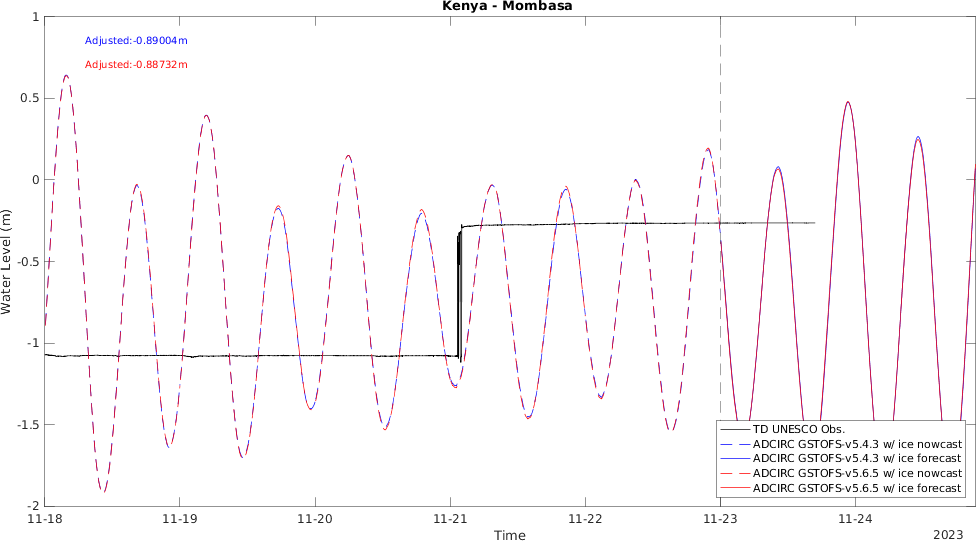 Kenya - Mombasa
Adjusted:-0.89004m
Adjusted:-0.88732m
Water Level (m)
1
0.5
0
-0.5
-1
-1.5
-2
TD UNESCO Obs.
ADCIRC GSTOFS-v5.4.3 w/ ice nowcast
ADCIRC GSTOFS-v5.4.3 w/ ice forecast
ADCIRC GSTOFS-v5.6.5 w/ ice nowcast
ADCIRC GSTOFS-v5.6.5 w/ ice forecast
11-18 11-19 11-20 11-21 11-22 11-23 11-24
Time
2023